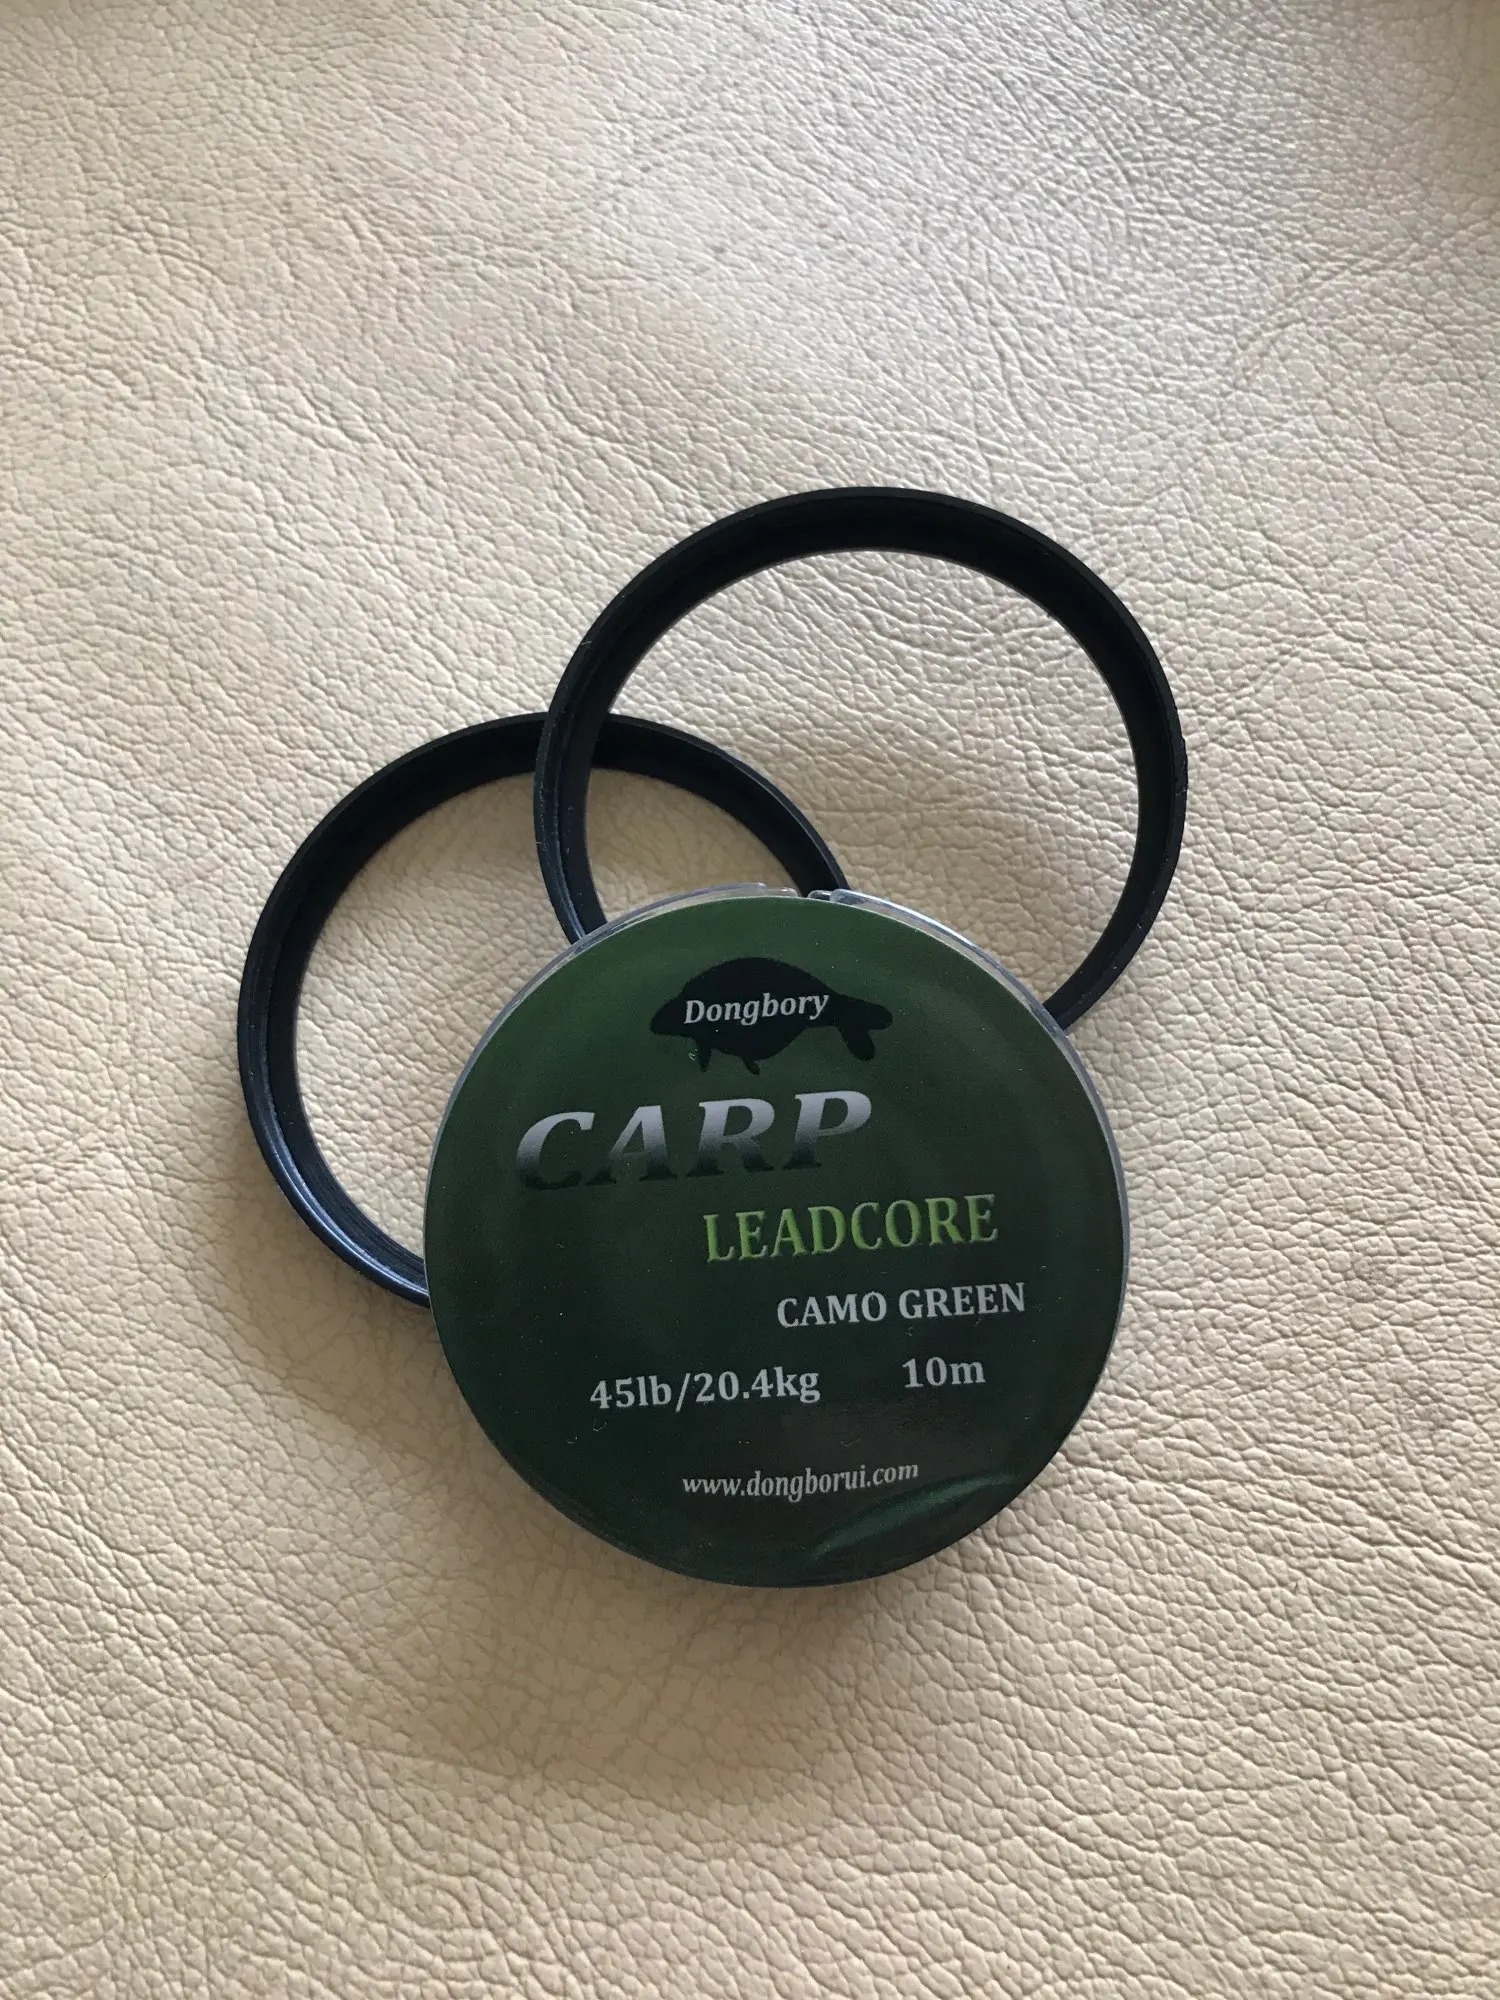 Dongbory
CARP
LEADCORE
CAMO GREEN
45lb/20.4kg 10m
www.dongborui.com